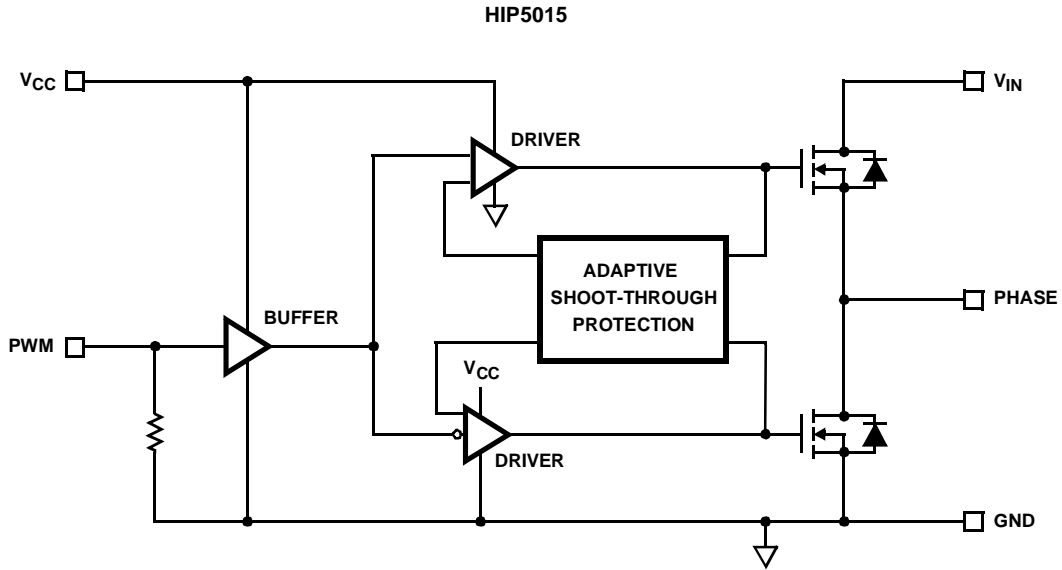 HIP5015
VCC
VIN
DRIVER
ADAPTIVE
SHOOT-THROUGH
PROTECTION
PHASE
BUFFER
PWM
VCC
DRIVER
GND